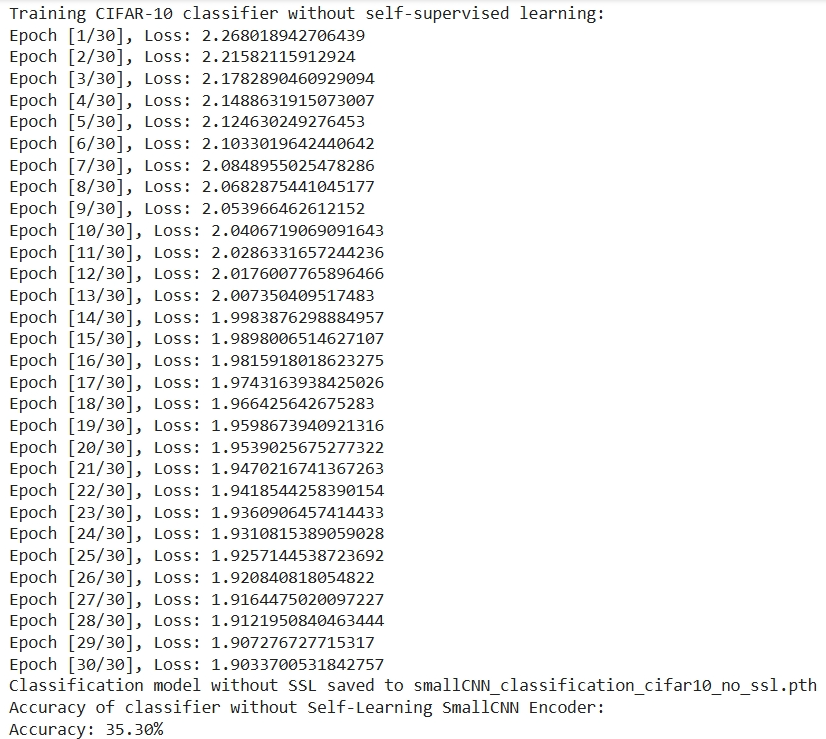 Training CIFAR-10 classifier without self-supervised learning:
Epoch [1/30], Loss: 2.268018942706439
Epoch [2/30], Loss: 2.21582115912924
Epoch [3/30], Loss: 2.1782890460929094
Epoch [4/30], Loss: 2.1488631915073007
Epoch [5/30], Loss: 2.124630249276453
Epoch [6/30], Loss: 2.1033019642440642
Epoch [7/30], Loss: 2.0848955025478286
Epoch [8/30], Loss: 2.0682875441045177
Epoch [9/30], Loss: 2.053966462612152
Epoch [10/30], Loss: 2.0406719069091643
Epoch [11/30], Loss: 2.0286331657244236
Epoch [12/30], Loss: 2.0176007765896466
Epoch [13/30], Loss: 2.007350409517483
Epoch [14/30], Loss: 1.9983876298884957
Epoch [15/30], Loss: 1.9898006514627107
Epoch [16/30], Loss: 1.9815918018623275
Epoch [17/30], Loss: 1.9743163938425026
Epoch [18/30], Loss: 1.966425642675283
Epoch [19/30], Loss: 1.9598673940921316
Epoch [20/30], Loss: 1.9539025675277322
Epoch [21/30], Loss: 1.9470216741367263
Epoch [22/30], Loss: 1.9418544258390154
Epoch [23/30], Loss: 1.9360906457414433
Epoch [24/30], Loss: 1.9310815389059028
Epoch [25/30], Loss: 1.9257144538723692
Epoch [26/30], Loss: 1.920840818054822
Epoch [27/30], Loss: 1.9164475020097227
Epoch [28/30], Loss: 1.9121950840463444
Epoch [29/30], Loss: 1.907276727715317
Epoch [30/30], Loss: 1.9033700531842757
Classification model without SSL saved to smallCNN_classification_cifar10_no_ssl.pth
Accuracy of classifier without Self-Learning SmallCNN Encoder:
Accuracy: 35.30%